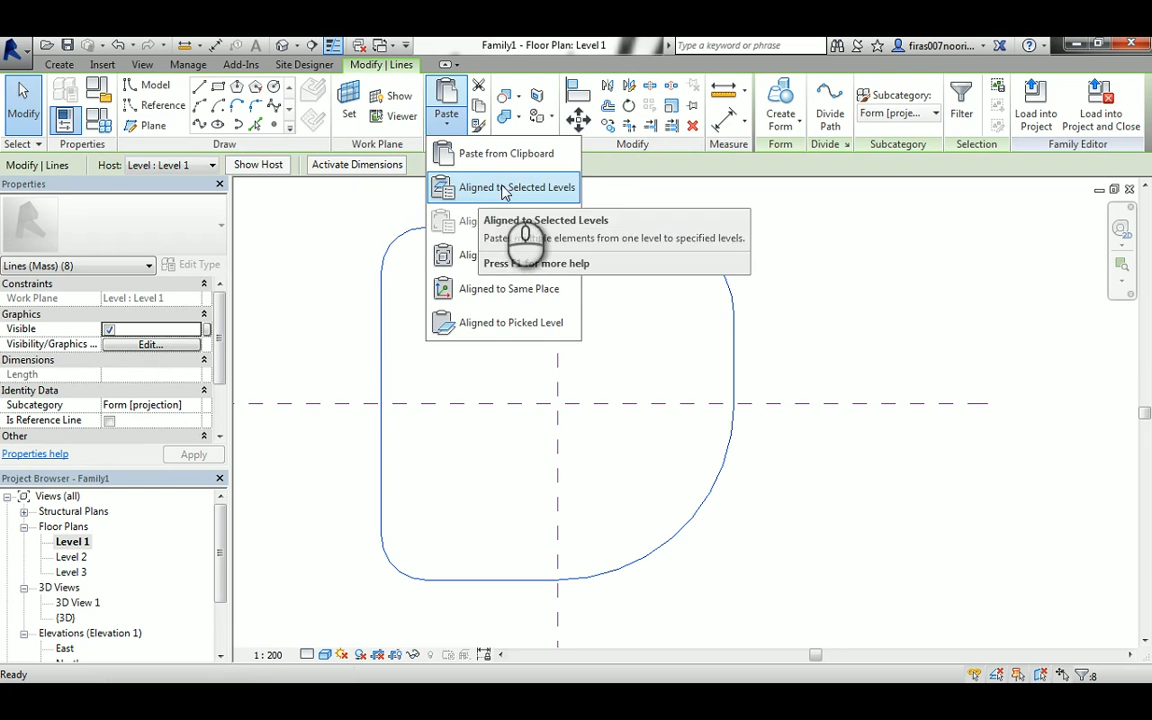 Family1 - Floor Plan: Level 1
Type a keyword or phrase
firas007noori...
Create
Insert
View
Manage
Add-Ins
Site Designer
Modify | Lines
Modify
Model
Reference
Plane
Set
Show
Viewer
Paste
Create
Form
Divide
Path
Subcategory:
Form [proje...
Filter
Load into
Project
Load into
Project and Close
Select
Properties
Draw
Work Plane
Modify
Measure
Form
Divide
Subcategory
Selection
Family Editor
Modify | Lines
Host:
Level : Level 1
Show Host
Activate Dimensions
Paste from Clipboard
Aligned to Selected Levels
Aligned to Same Place
Aligned to Picked Level
Aligned to Selected Levels
elements from one level to specified levels.
for more help
Properties
Lines (Mass) (8)
Edit Type
Constraints
Work Plane
Level : Level 1
Graphics
Visible
Visibility/Graphics ...
Edit...
Dimensions
Length
Identity Data
Subcategory
Form [projection]
Is Reference Line
Other
Properties help
Apply
Project Browser - Family1
Views (all)
Structural Plans
Floor Plans
Level 1
Level 2
Level 3
3D Views
3D View 1
{3D}
Elevations (Elevation 1)
East
1 : 200
Ready
:8